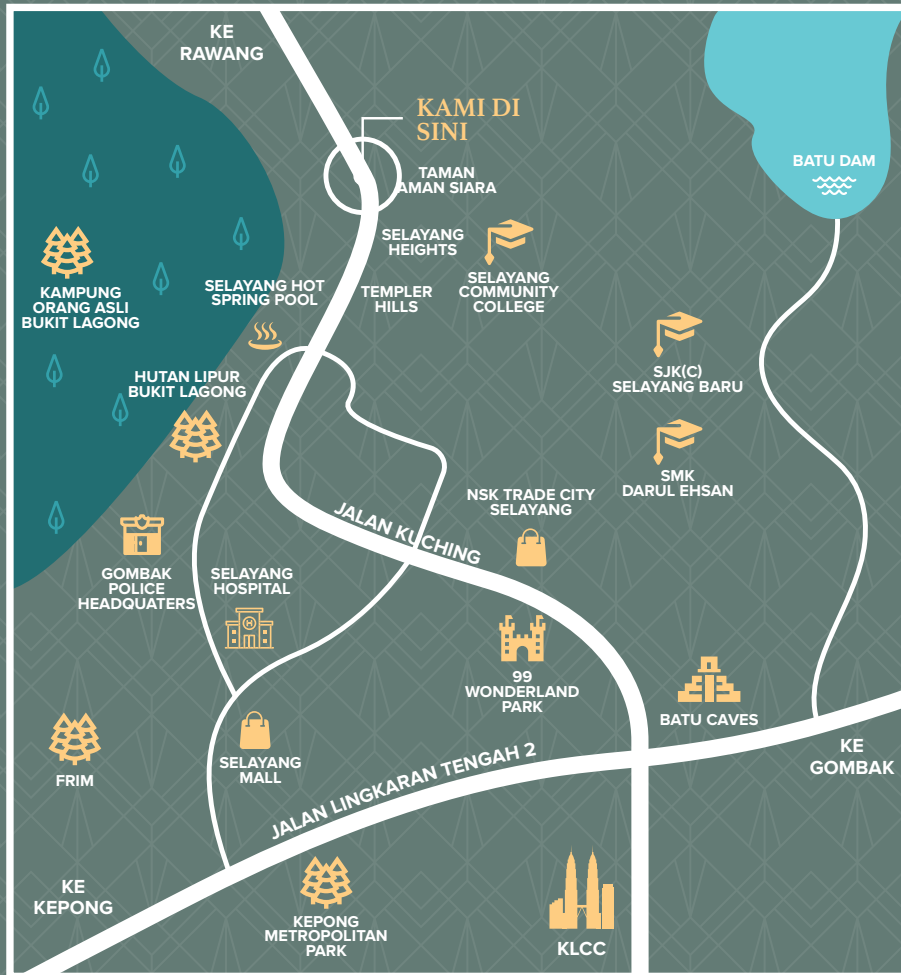 KE
RAWANG
KAMI DI
SINI
TAMAN
AMAN SIARA
BATU DAM
SELAYANG
HEIGHTS
SELAYANG
COMMUNITY
COLLEGE
KAMPUNG
ORANG ASLI
BUKIT LAGONG
SELAYANG HOT
SPRING POOL
TEMPLER
HILLS
HUTAN LIPUR
BUKIT LAGONG
SJK(C)
SELAYANG BARU
SMK
DARUL EHSAN
NSK TRADE CITY
SELAYANG
JALAN KUCHING
GOMBAK
POLICE
HEADQUATERS
SELAYANG
HOSPITAL
H
99
WONDERLAND
PARK
BATU CAVES
FRIM
SELAYANG
MALL
JALAN LINGKARAN TENGAH 2
KE
GOMBAK
KE
KEPONG
KEPONG
METROPOLITAN
PARK
KLCC